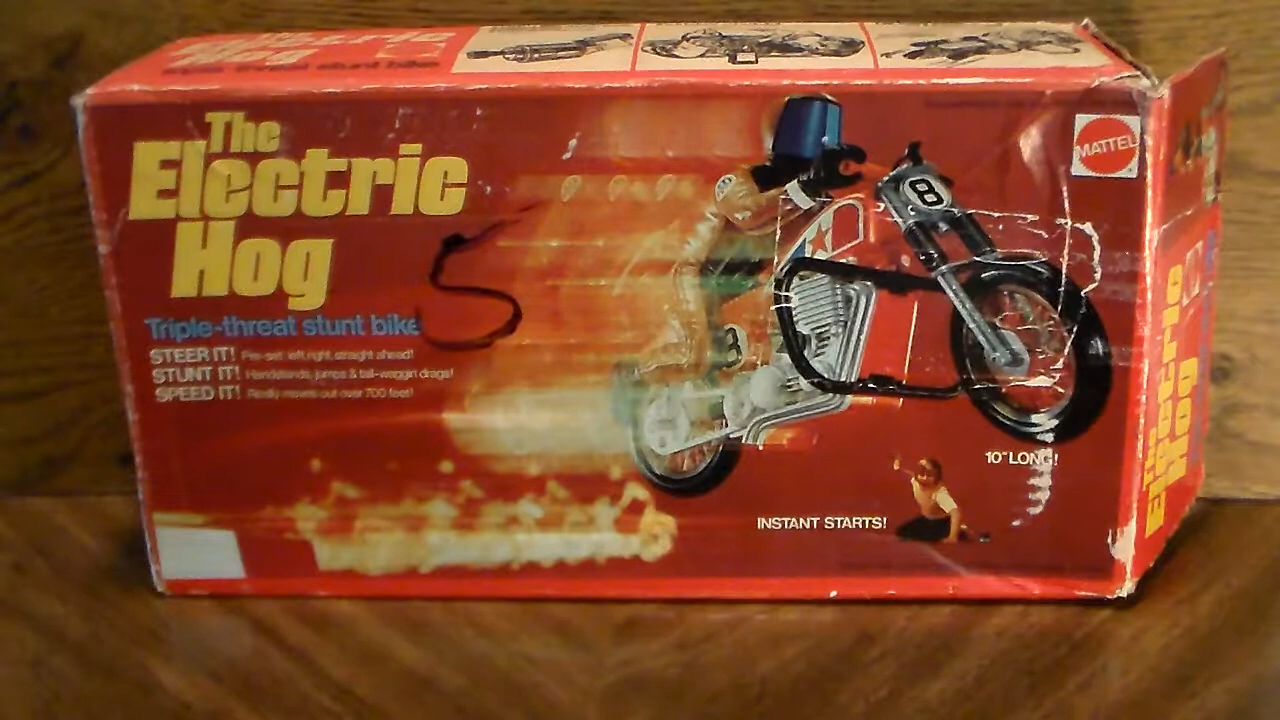 Hog
The
Electric
Hog
Triple-threat stunt bike
STEER IT! Pre-set left, right, straight ahead!
STUNT IT! Handstands, jumps & tail-waggin drags!
SPEED IT! Really moves out over 700 feet!
MATTEL
8
8
10" LONG!
INSTANT STARTS!
The
Electric
Hog